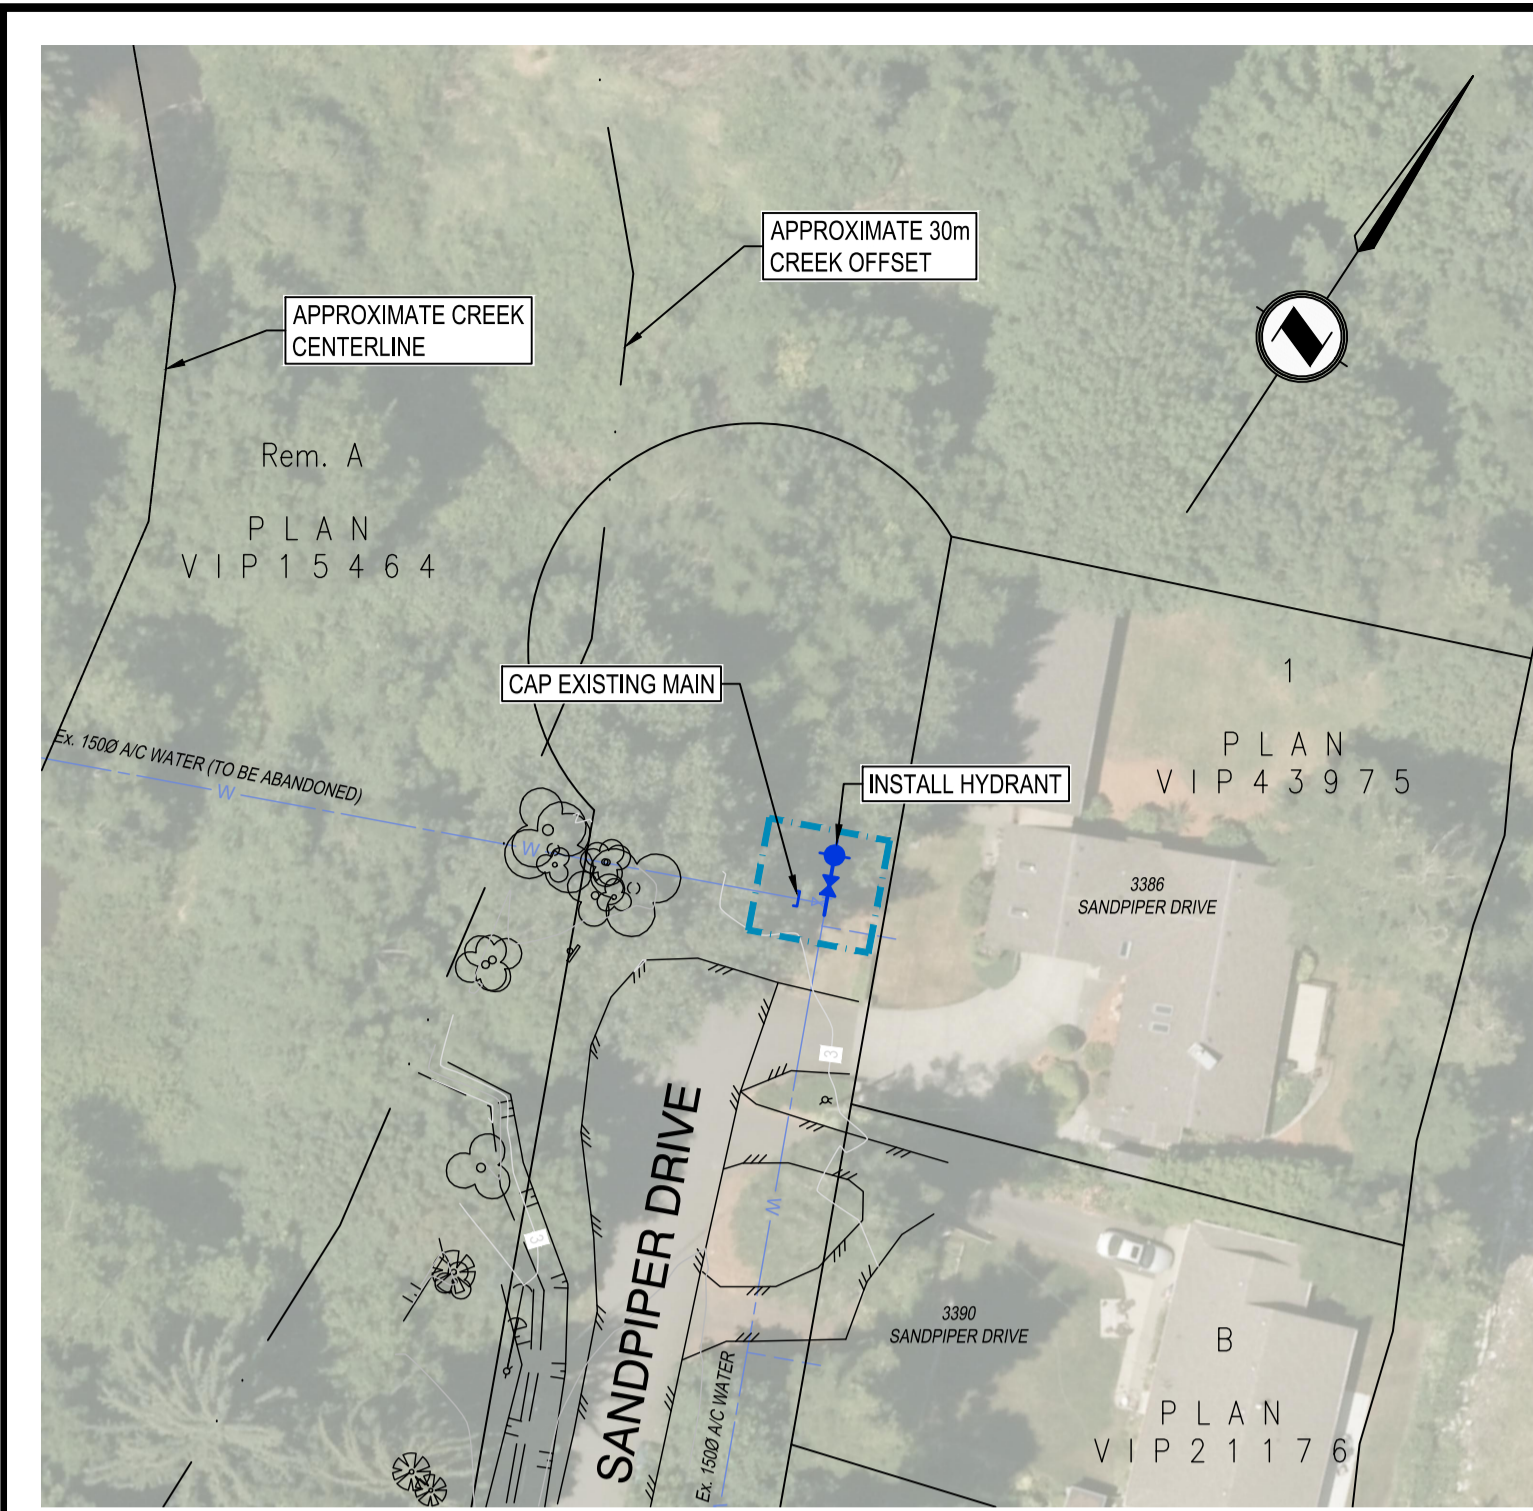 APPROXIMATE 30m
CREEK OFFSET
APPROXIMATE CREEK
CENTERLINE
Rem. A
PLAN
VIP15464
CAP EXISTING MAIN
1
PLAN
VIP43975
Ex. 150Ø A/C WATER (TO BE ABANDONED)
W
INSTALL HYDRANT
W
3386
SANDPIPER DRIVE
3
SANDPIPER DRIVE
W
3
3390
SANDPIPER DRIVE
B
Ex. 150Ø A/C WATER
PLAN
VIP21176
W